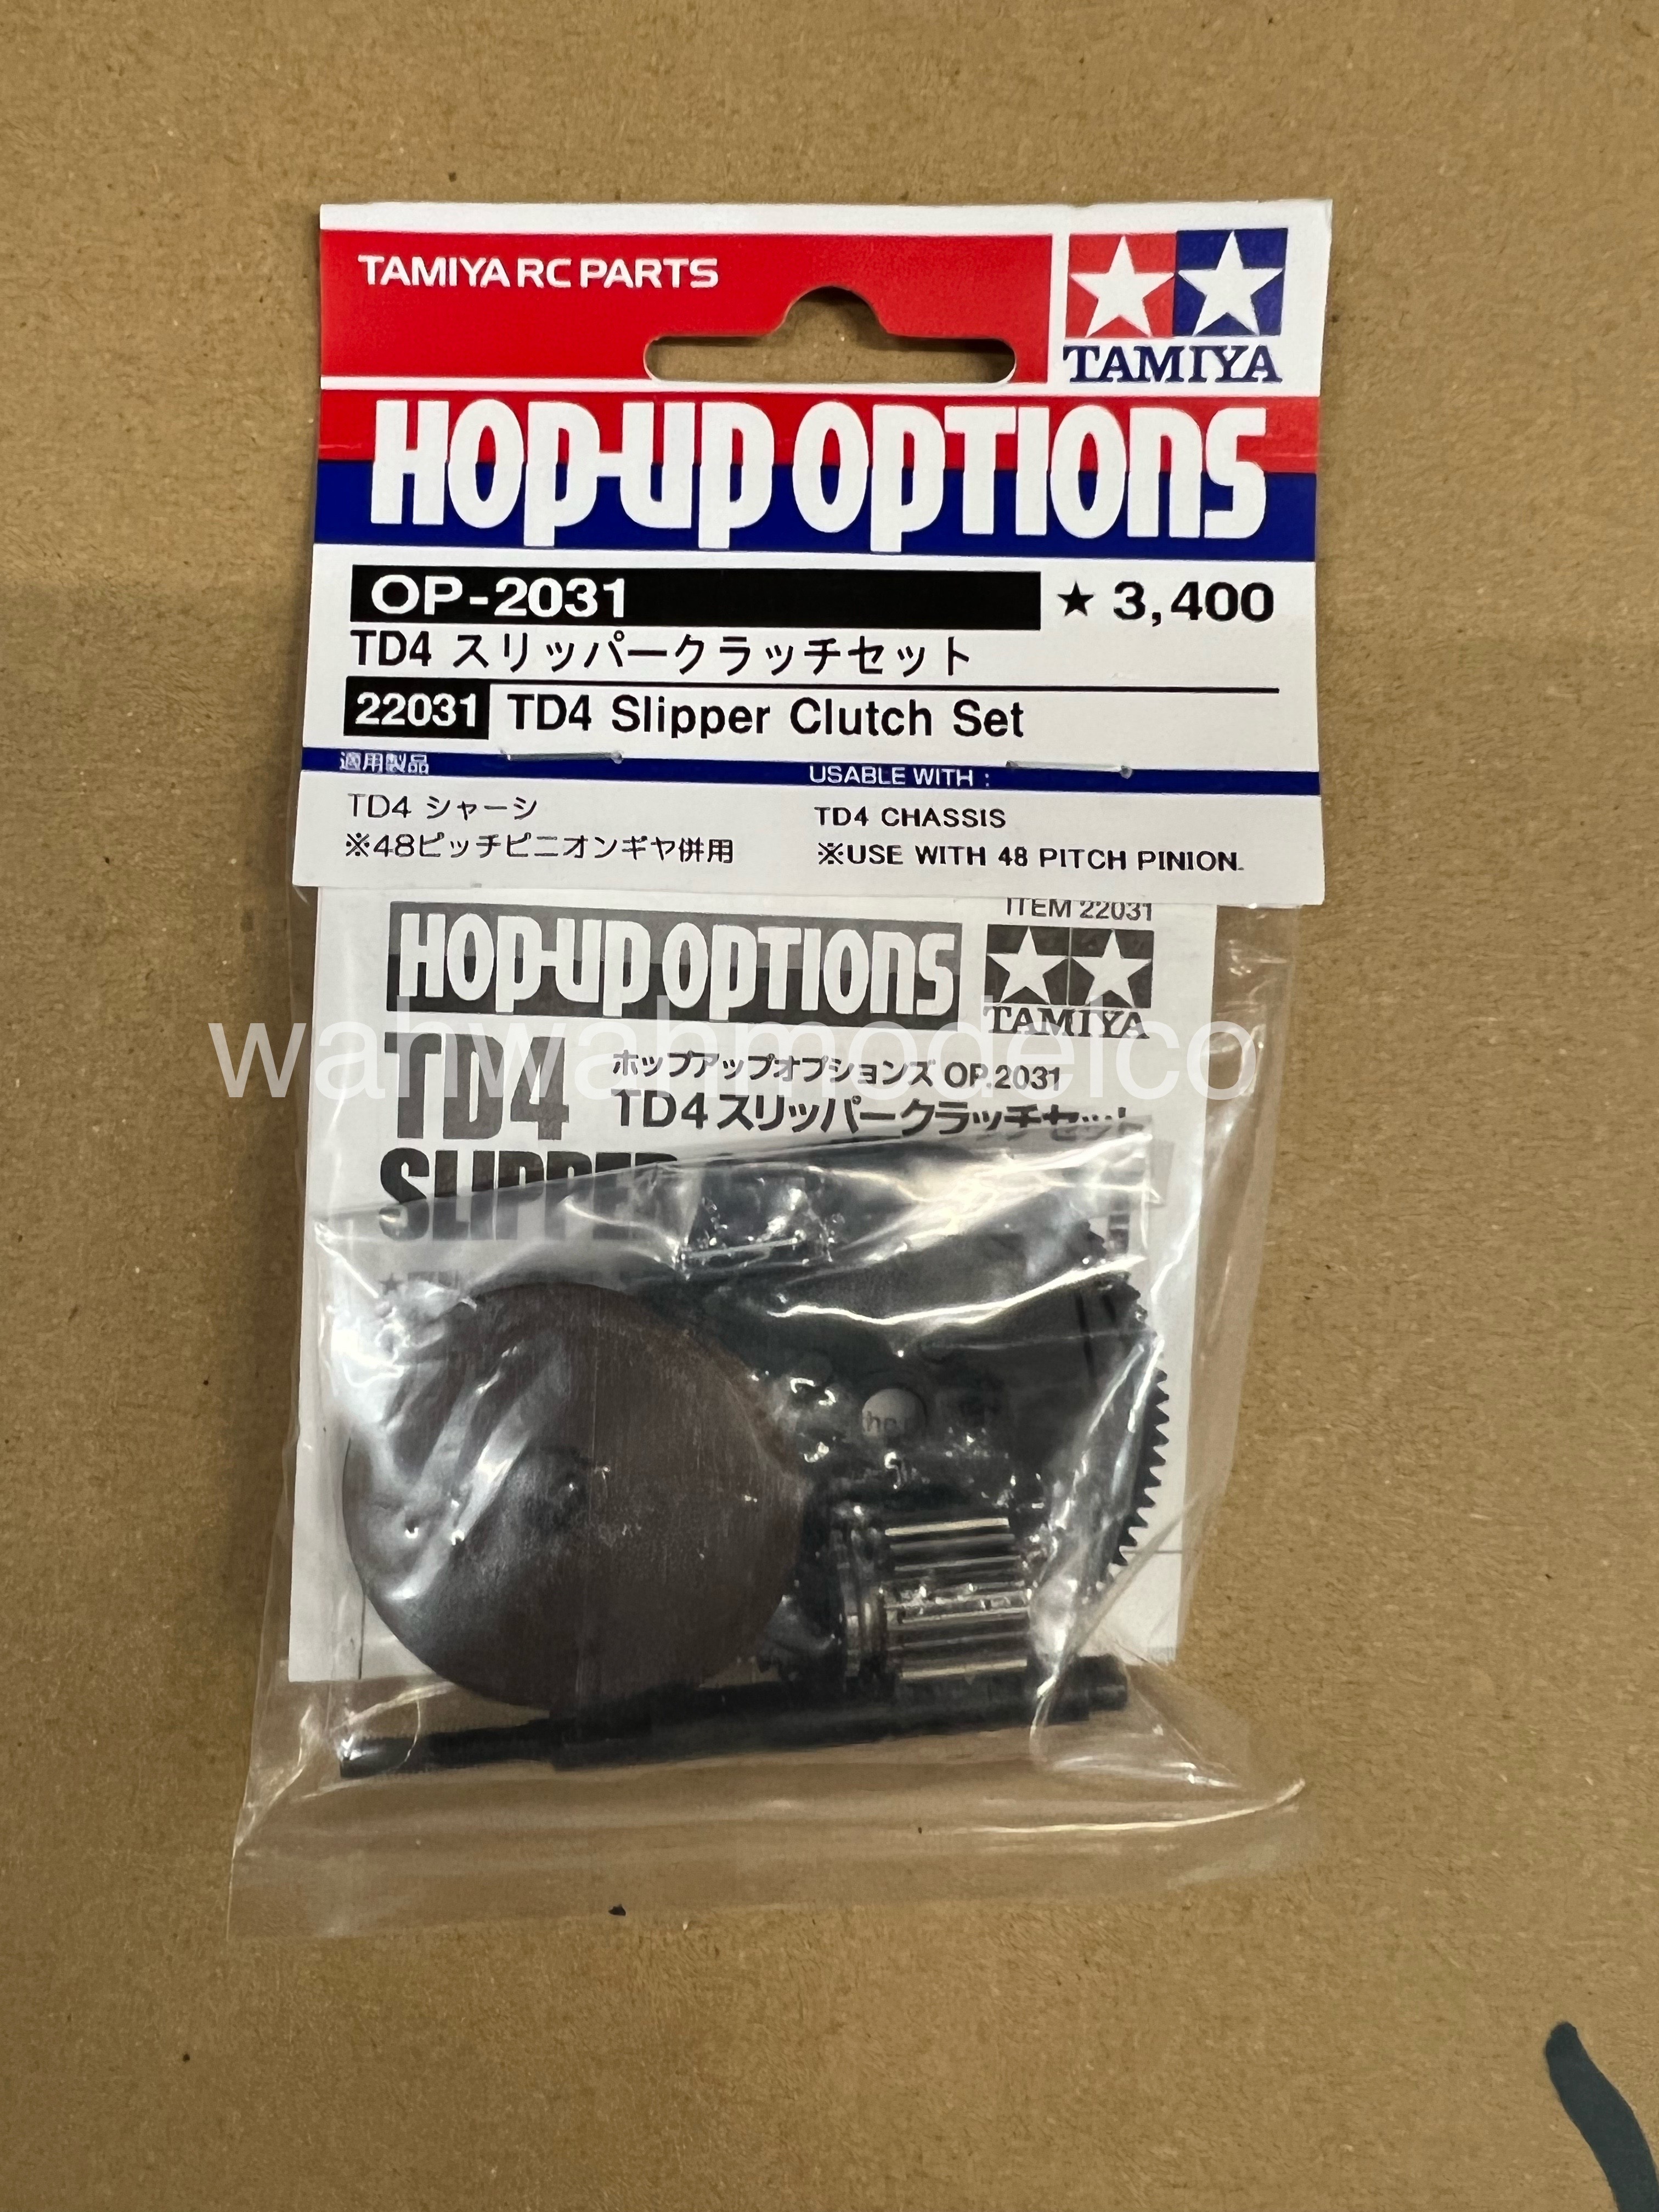 TAMIYA RC PARTS
TAMIYA
HOP-UP OPTIONS
OP-2031 ★ 3,400
TD4 スリッパークラッチセット
22031 TD4 Slipper Clutch Set
適用製品 USABLE WITH :
TD4 シャーシ TD4 CHASSIS
※48ピッチピニオンギヤ併用 ※USE WITH 48 PITCH PINION.
ITEM 22031
HOP-UP OPTIONS
TAMIYA
wahwahmodelco
TD4 ホップアップオプションズ OP.2031
TD4スリッパークラッチセット
SLIPPER